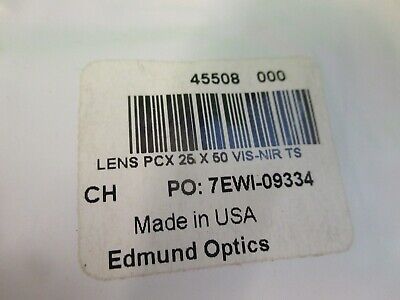 45508 000
LENS PCX 25 X 50 VIS-NIR TS
CH PO: 7EWI-09334
Made in USA
Edmund Optics